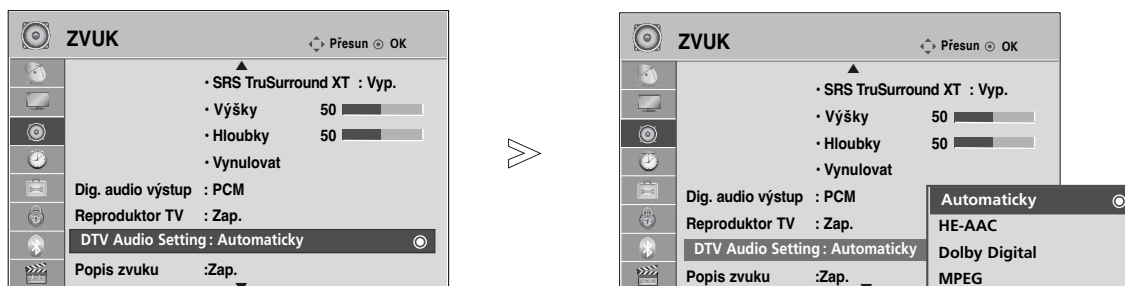 ZVUK
Přesun OK
• SRS TruSurround XT : Vyp.
• Výšky 50
• Hloubky 50
• Vynulovat
Dig. audio výstup : PCM
Reproduktor TV : Zap.
DTV Audio Setting : Automaticky
Popis zvuku :Zap.
ZVUK
Přesun OK
• SRS TruSurround XT : Vyp.
• Výšky 50
• Hloubky 50
• Vynulovat
Dig. audio výstup : PCM
Reproduktor TV : Zap.
DTV Audio Setting : Automaticky
Popis zvuku :Zap.
Automaticky
HE-AAC
Dolby Digital
MPEG